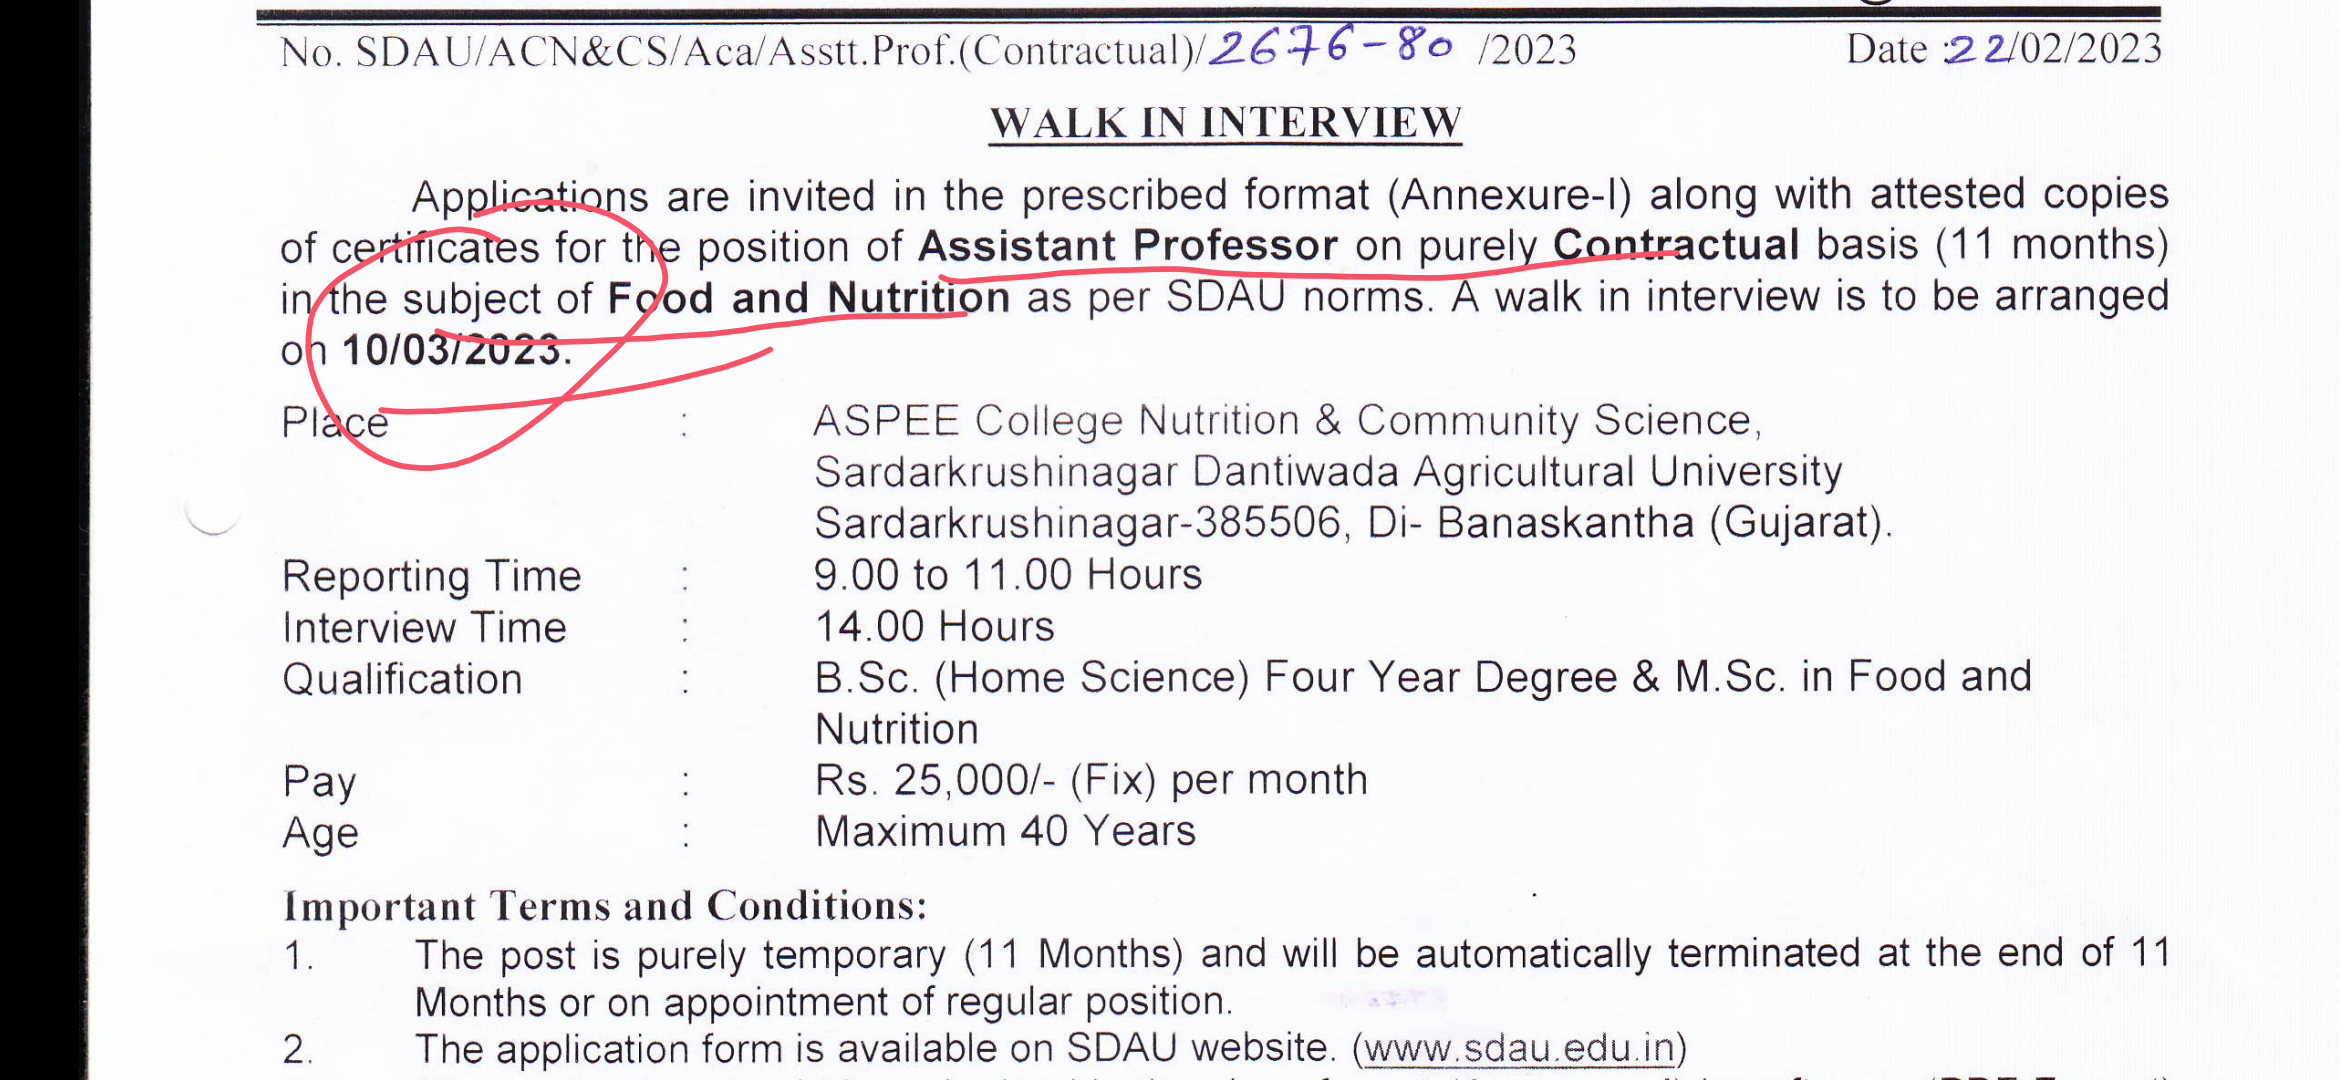 No. SDAU/ACN&CS/Aca/Asstt.Prof.(Contractual)/2676-80 /2023 Date :22/02/2023
WALK IN INTERVIEW
Applications are invited in the prescribed format (Annexure-I) along with attested copies
of certificates for the position of Assistant Professor on purely Contractual basis (11 months)
in the subject of Food and Nutrition as per SDAU norms. A walk in interview is to be arranged
on 10/03/2023.
Place : ASPEE College Nutrition & Community Science,
Sardarkrushinagar Dantiwada Agricultural University
Sardarkrushinagar-385506, Di- Banaskantha (Gujarat).
Reporting Time : 9.00 to 11.00 Hours
Interview Time : 14.00 Hours
Qualification : B.Sc. (Home Science) Four Year Degree & M.Sc. in Food and
Nutrition
Pay : Rs. 25,000/- (Fix) per month
Age : Maximum 40 Years
Important Terms and Conditions:
1. The post is purely temporary (11 Months) and will be automatically terminated at the end of 11
Months or on appointment of regular position.
2. The application form is available on SDAU website. (www.sdau.edu.in)